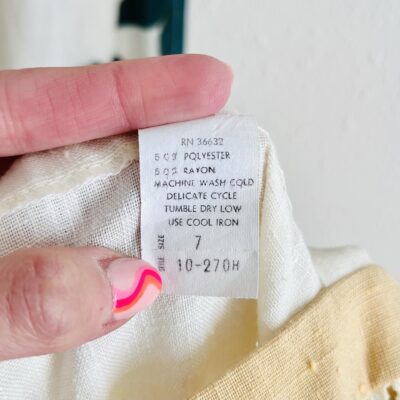 RN 36632
50% POLYESTER
50% RAYON
MACHINE WASH COLD
DELICATE CYCLE
TUMBLE DRY LOW
USE COOL IRON
SIZE 7
STYLE 10-270H